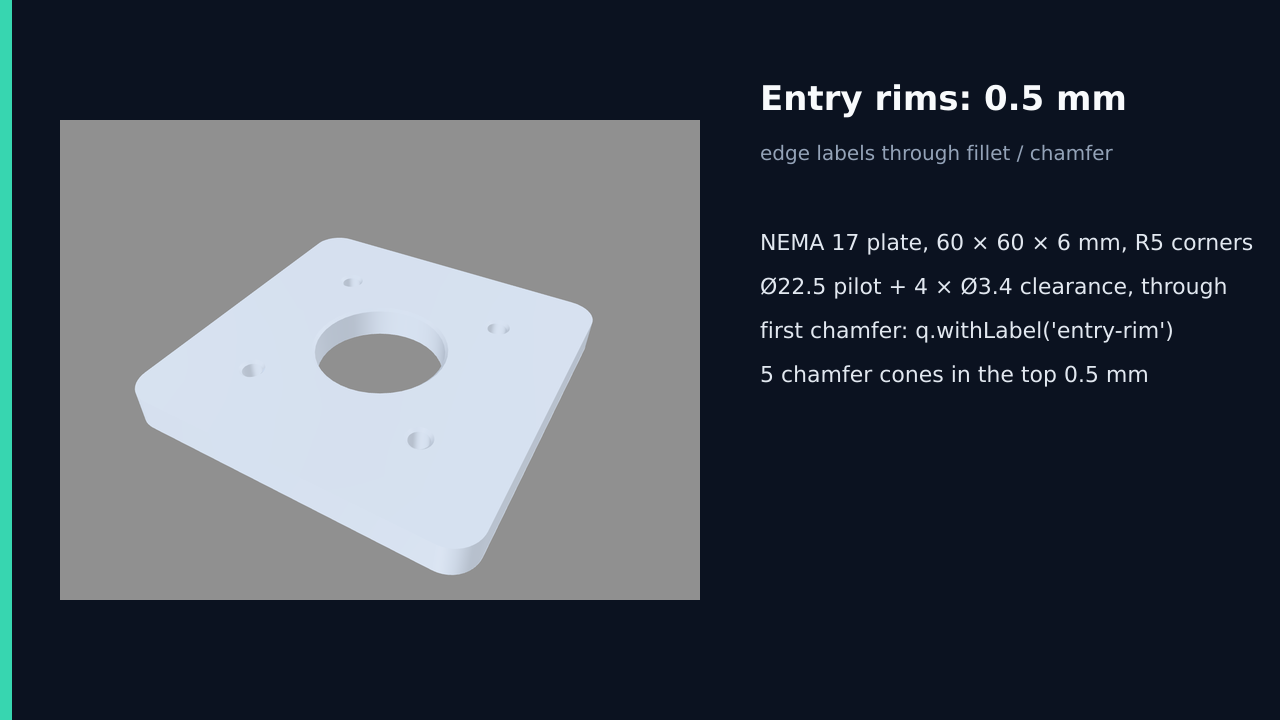 Entry rims: 0.5 mm
edge labels through fillet / chamfer
NEMA 17 plate, 60 × 60 × 6 mm, R5 corners
Ø22.5 pilot + 4 × Ø3.4 clearance, through
first chamfer: q.withLabel('entry-rim')
5 chamfer cones in the top 0.5 mm